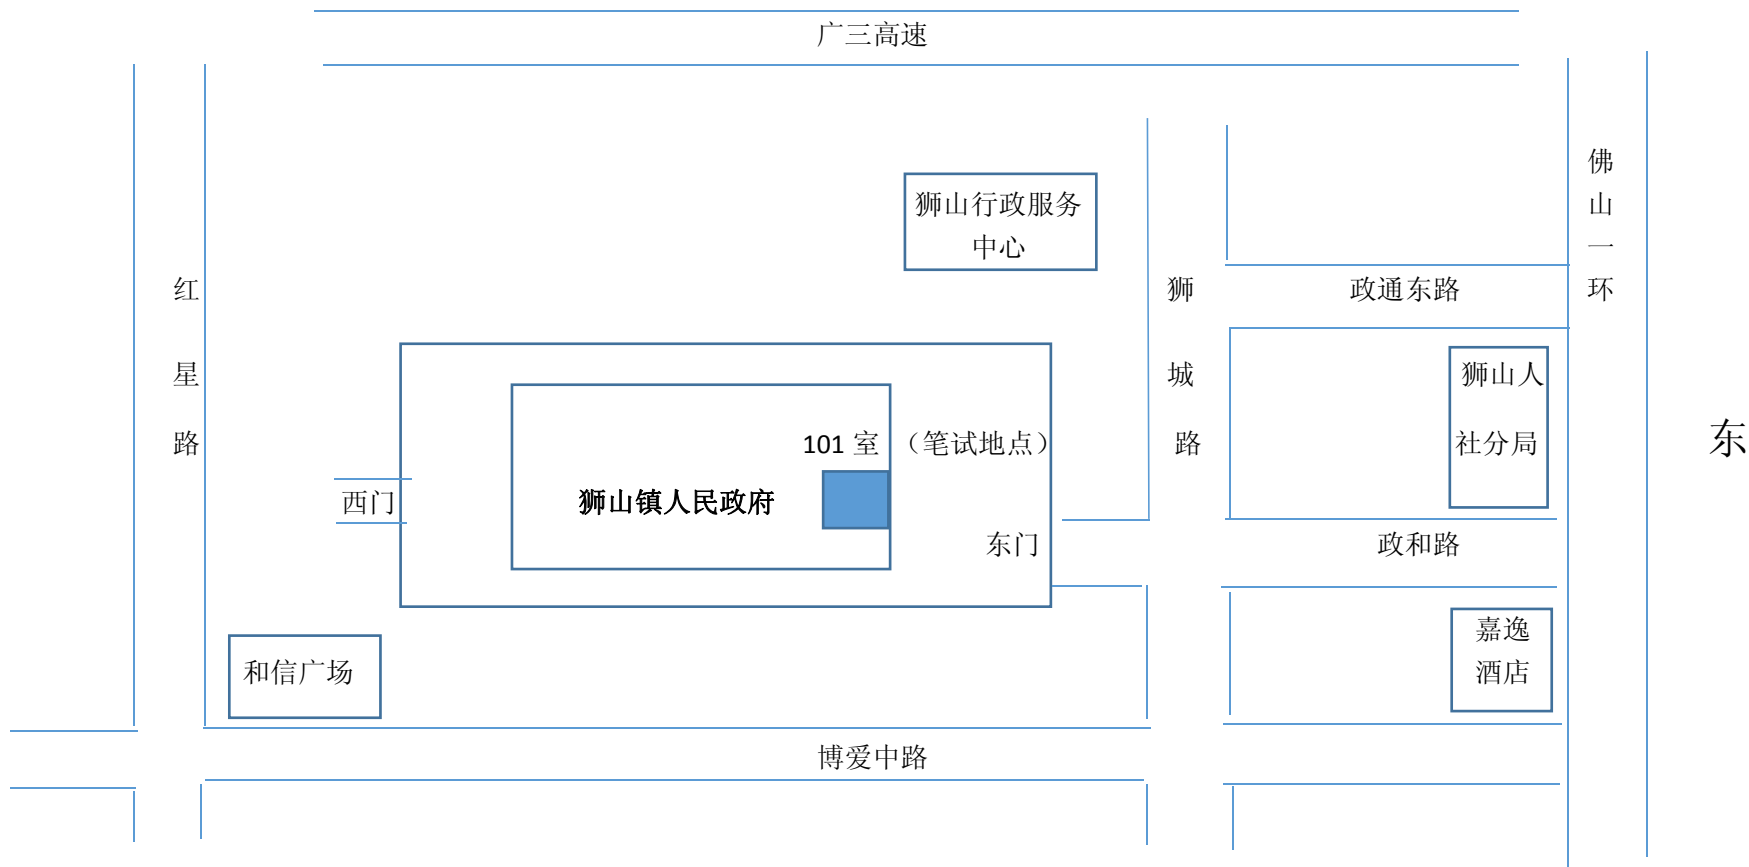 广三高速
佛山一环
狮山行政服务
中心
红星路
狮城路
政通东路
狮山人
社分局
东
101 室（笔试地点）
西门
狮山镇人民政府
东门
政和路
嘉逸
酒店
和信广场
博爱中路